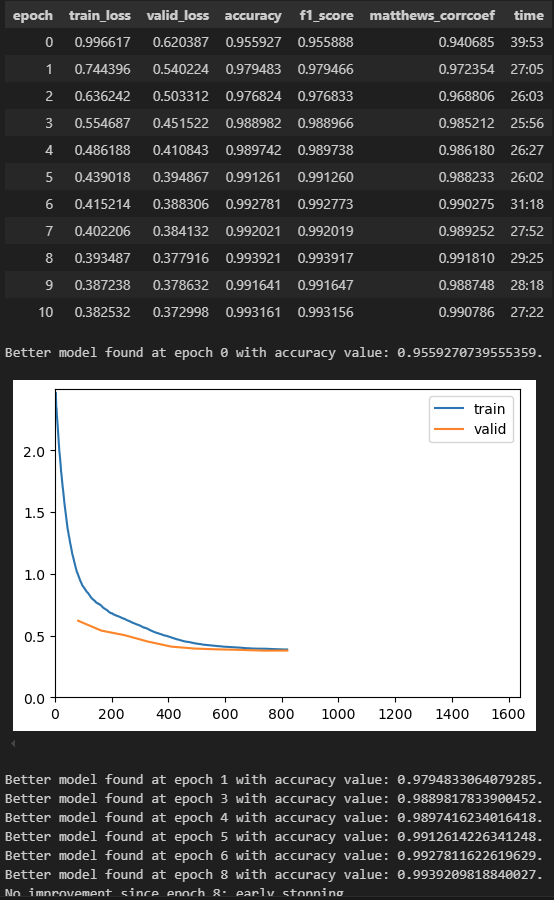 epoch train_loss valid_loss accuracy f1_score matthews_corrcoef time
0 0.996617 0.620387 0.955927 0.955888 0.940685 39:53
1 0.744396 0.540224 0.979483 0.979466 0.972354 27:05
2 0.636242 0.503312 0.976824 0.976833 0.968806 26:03
3 0.554687 0.451522 0.988982 0.988966 0.985212 25:56
4 0.486188 0.410843 0.989742 0.989738 0.986180 26:27
5 0.439018 0.394867 0.991261 0.991260 0.988233 26:02
6 0.415214 0.388306 0.992781 0.992773 0.990275 31:18
7 0.402206 0.384132 0.992021 0.992019 0.989252 27:52
8 0.393487 0.377916 0.993921 0.993917 0.991810 29:25
9 0.387238 0.378632 0.991641 0.991647 0.988748 28:18
10 0.382532 0.372998 0.993161 0.993156 0.990786 27:22
Better model found at epoch 0 with accuracy value: 0.9559270739555359.
train
valid
2.0
1.5
1.0
0.5
0.0
0 200 400 600 800 1000 1200 1400 1600
Better model found at epoch 1 with accuracy value: 0.9794833064079285.
Better model found at epoch 3 with accuracy value: 0.9889817833900452.
Better model found at epoch 4 with accuracy value: 0.9897416234016418.
Better model found at epoch 5 with accuracy value: 0.9912614226341248.
Better model found at epoch 6 with accuracy value: 0.9927811622619629.
Better model found at epoch 8 with accuracy value: 0.9939209818840027.
No improvement since epoch 8: early stopping